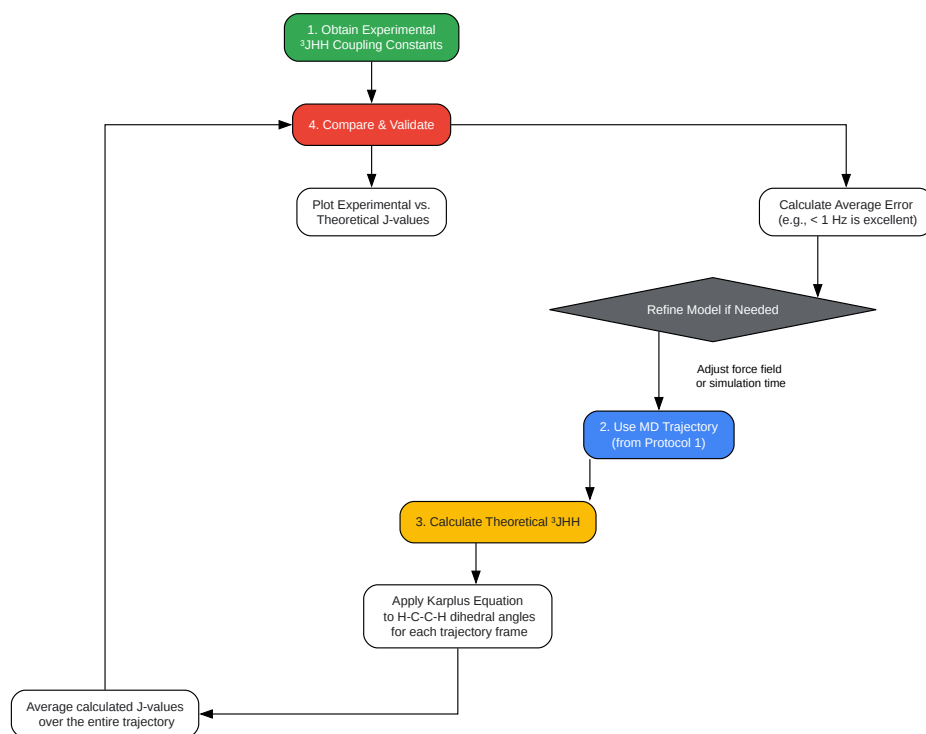 1. Obtain Experimental
³JHH Coupling Constants
4. Compare & Validate
Plot Experimental vs.
Theoretical J-values
Calculate Average Error
(e.g., < 1 Hz is excellent)
Refine Model if Needed
Adjust force field
or simulation time
2. Use MD Trajectory
(from Protocol 1)
3. Calculate Theoretical ³JHH
Apply Karplus Equation
to H-C-C-H dihedral angles
for each trajectory frame
Average calculated J-values
over the entire trajectory